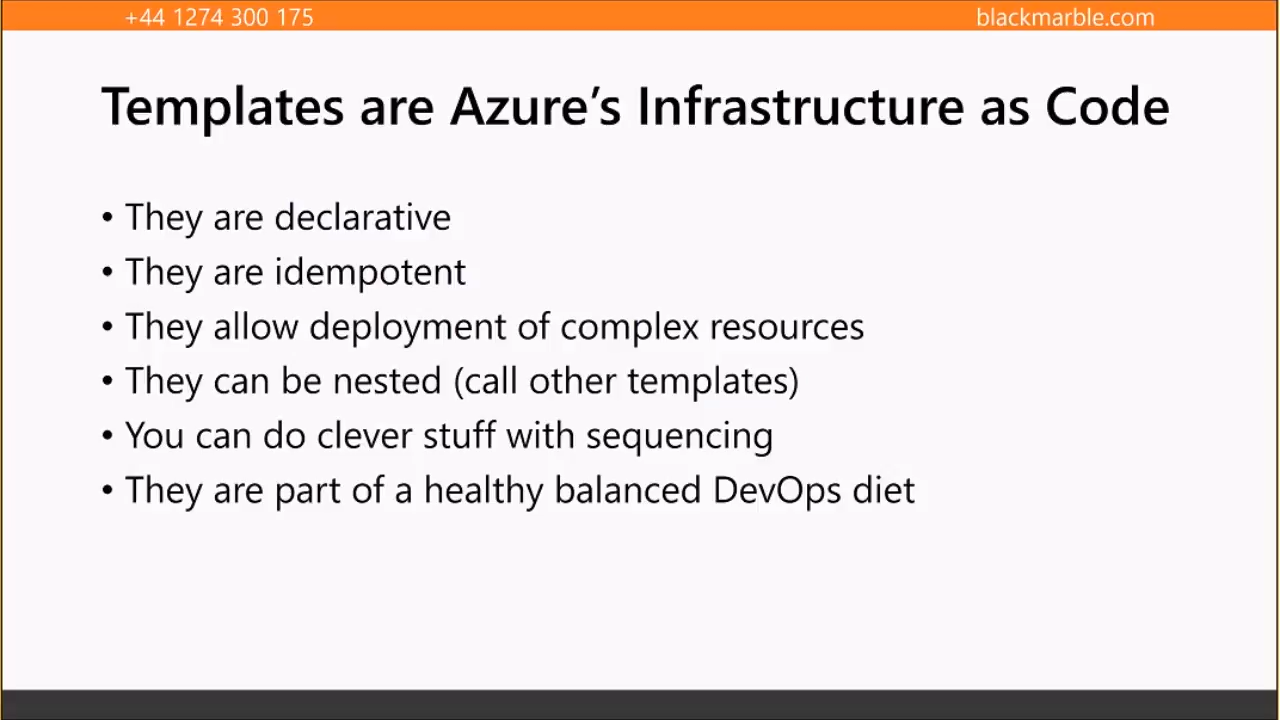 +44 1274 300 175
blackmarble.com
Templates are Azure’s Infrastructure as Code
• They are declarative
• They are idempotent
• They allow deployment of complex resources
• They can be nested (call other templates)
• You can do clever stuff with sequencing
• They are part of a healthy balanced DevOps diet